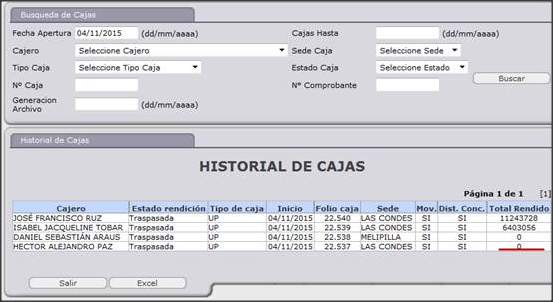 Busqueda de Cajas
Fecha Apertura 04/11/2015 (dd/mm/aaaa) Cajas Hasta (dd/mm/aaaa)
Cajero Seleccione Cajero Sede Caja Seleccione Sede
Tipo Caja Seleccione Tipo Caja Estado Caja Seleccione Estado
Buscar
Nº Caja N° Comprobante
Generacion Archivo (dd/mm/aaaa)
Historial de Cajas
HISTORIAL DE CAJAS
Página 1 de 1 [1]
Cajero Estado rendición Tipo de caja Inicio Folio caja Sede Mov. Dist. Conc. Total Rendido
JOSÉ FRANCISCO RUZ Traspasada UP 04/11/2015 22.540 LAS CONDES SI SI 11243728
ISABEL JACQUELINE TOBAR Traspasada UP 04/11/2015 22.539 LAS CONDES SI SI 6403056
DANIEL SEBASTIÁN ARAUS Traspasada UP 04/11/2015 22.538 MELIPILLA SI SI 0
HECTOR ALEJANDRO PAZ Traspasada UP 04/11/2015 22.537 LAS CONDES SI SI 0
Salir Excel